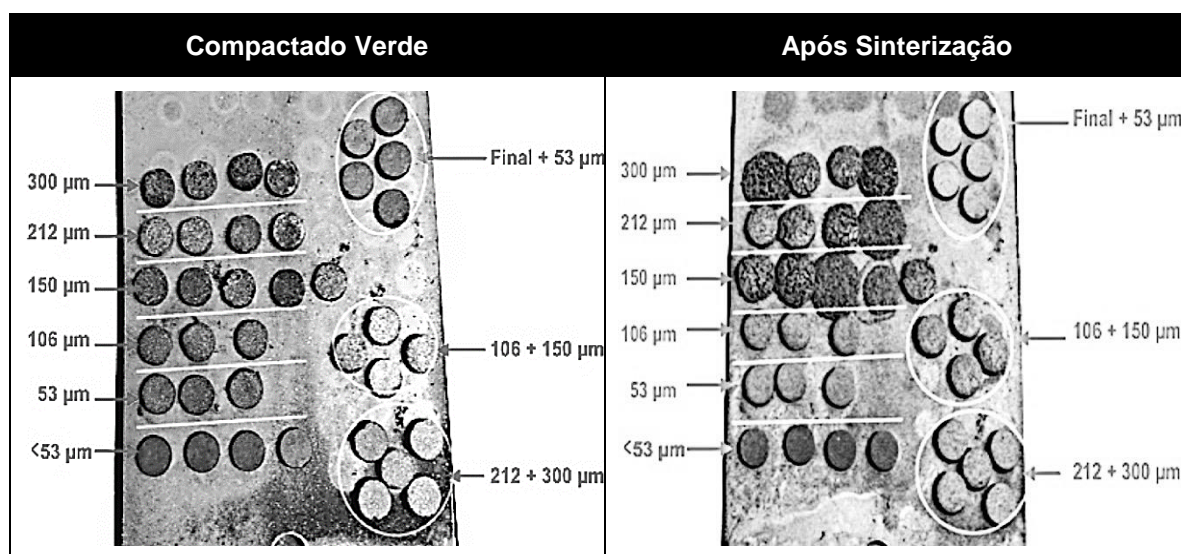 Compactado Verde
Após Sinterização
Final + 53 µm
300 µm
212 µm
150 µm
106 µm
106 + 150 µm
53 µm
<53 µm
212 + 300 µm
Final + 53 µm
300 µm
212 µm
150 µm
106 µm
106 + 150 µm
53 µm
<53 µm
212 + 300 µm